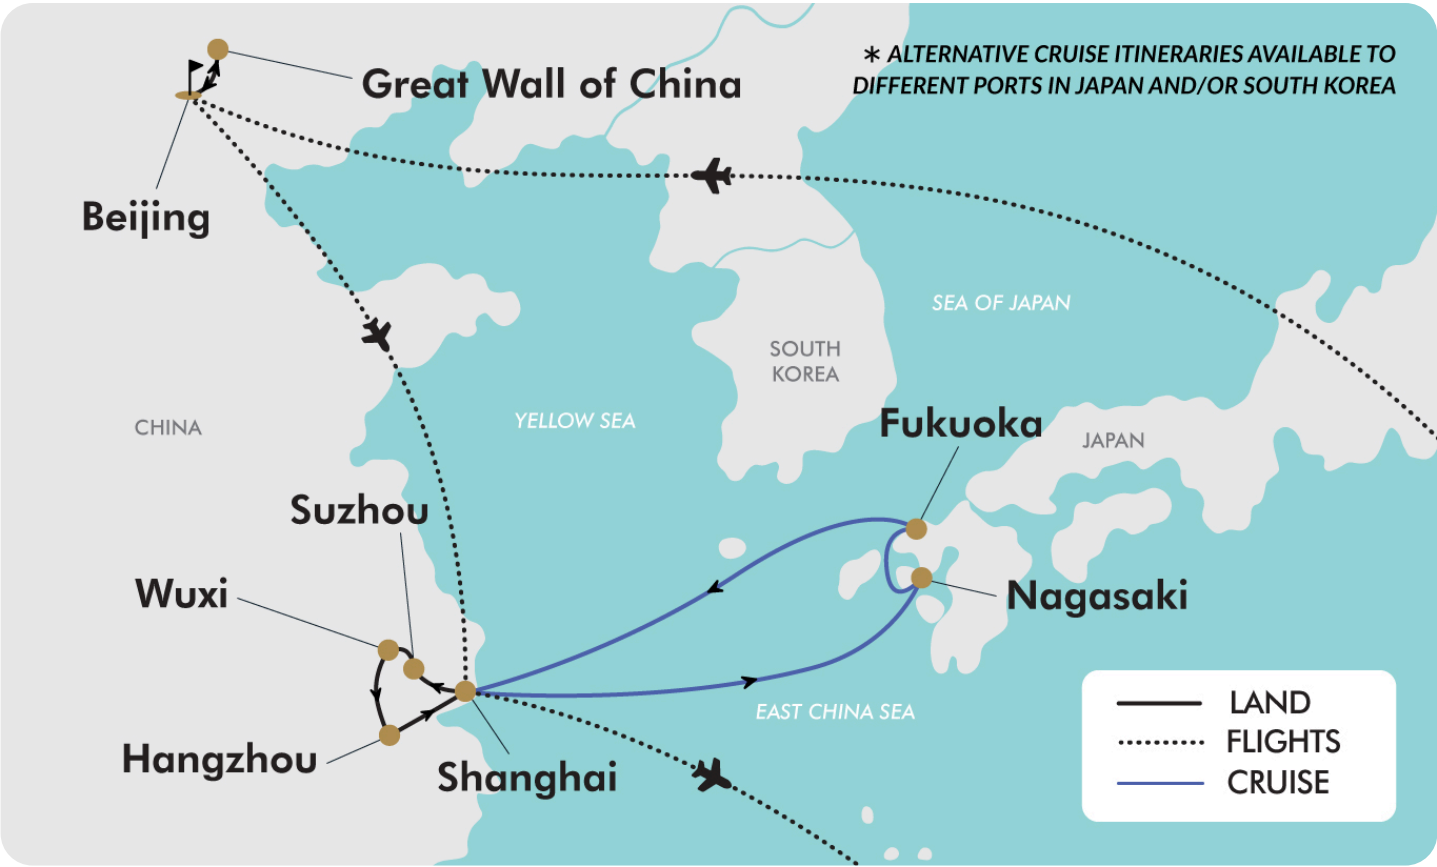 ∗ ALTERNATIVE CRUISE ITINERARIES AVAILABLE TO
DIFFERENT PORTS IN JAPAN AND/OR SOUTH KOREA
Great Wall of China
Beijing
SEA OF JAPAN
SOUTH
KOREA
CHINA
YELLOW SEA
Fukuoka
JAPAN
Suzhou
Wuxi
Nagasaki
EAST CHINA SEA
Hangzhou
Shanghai
LAND
FLIGHTS
CRUISE